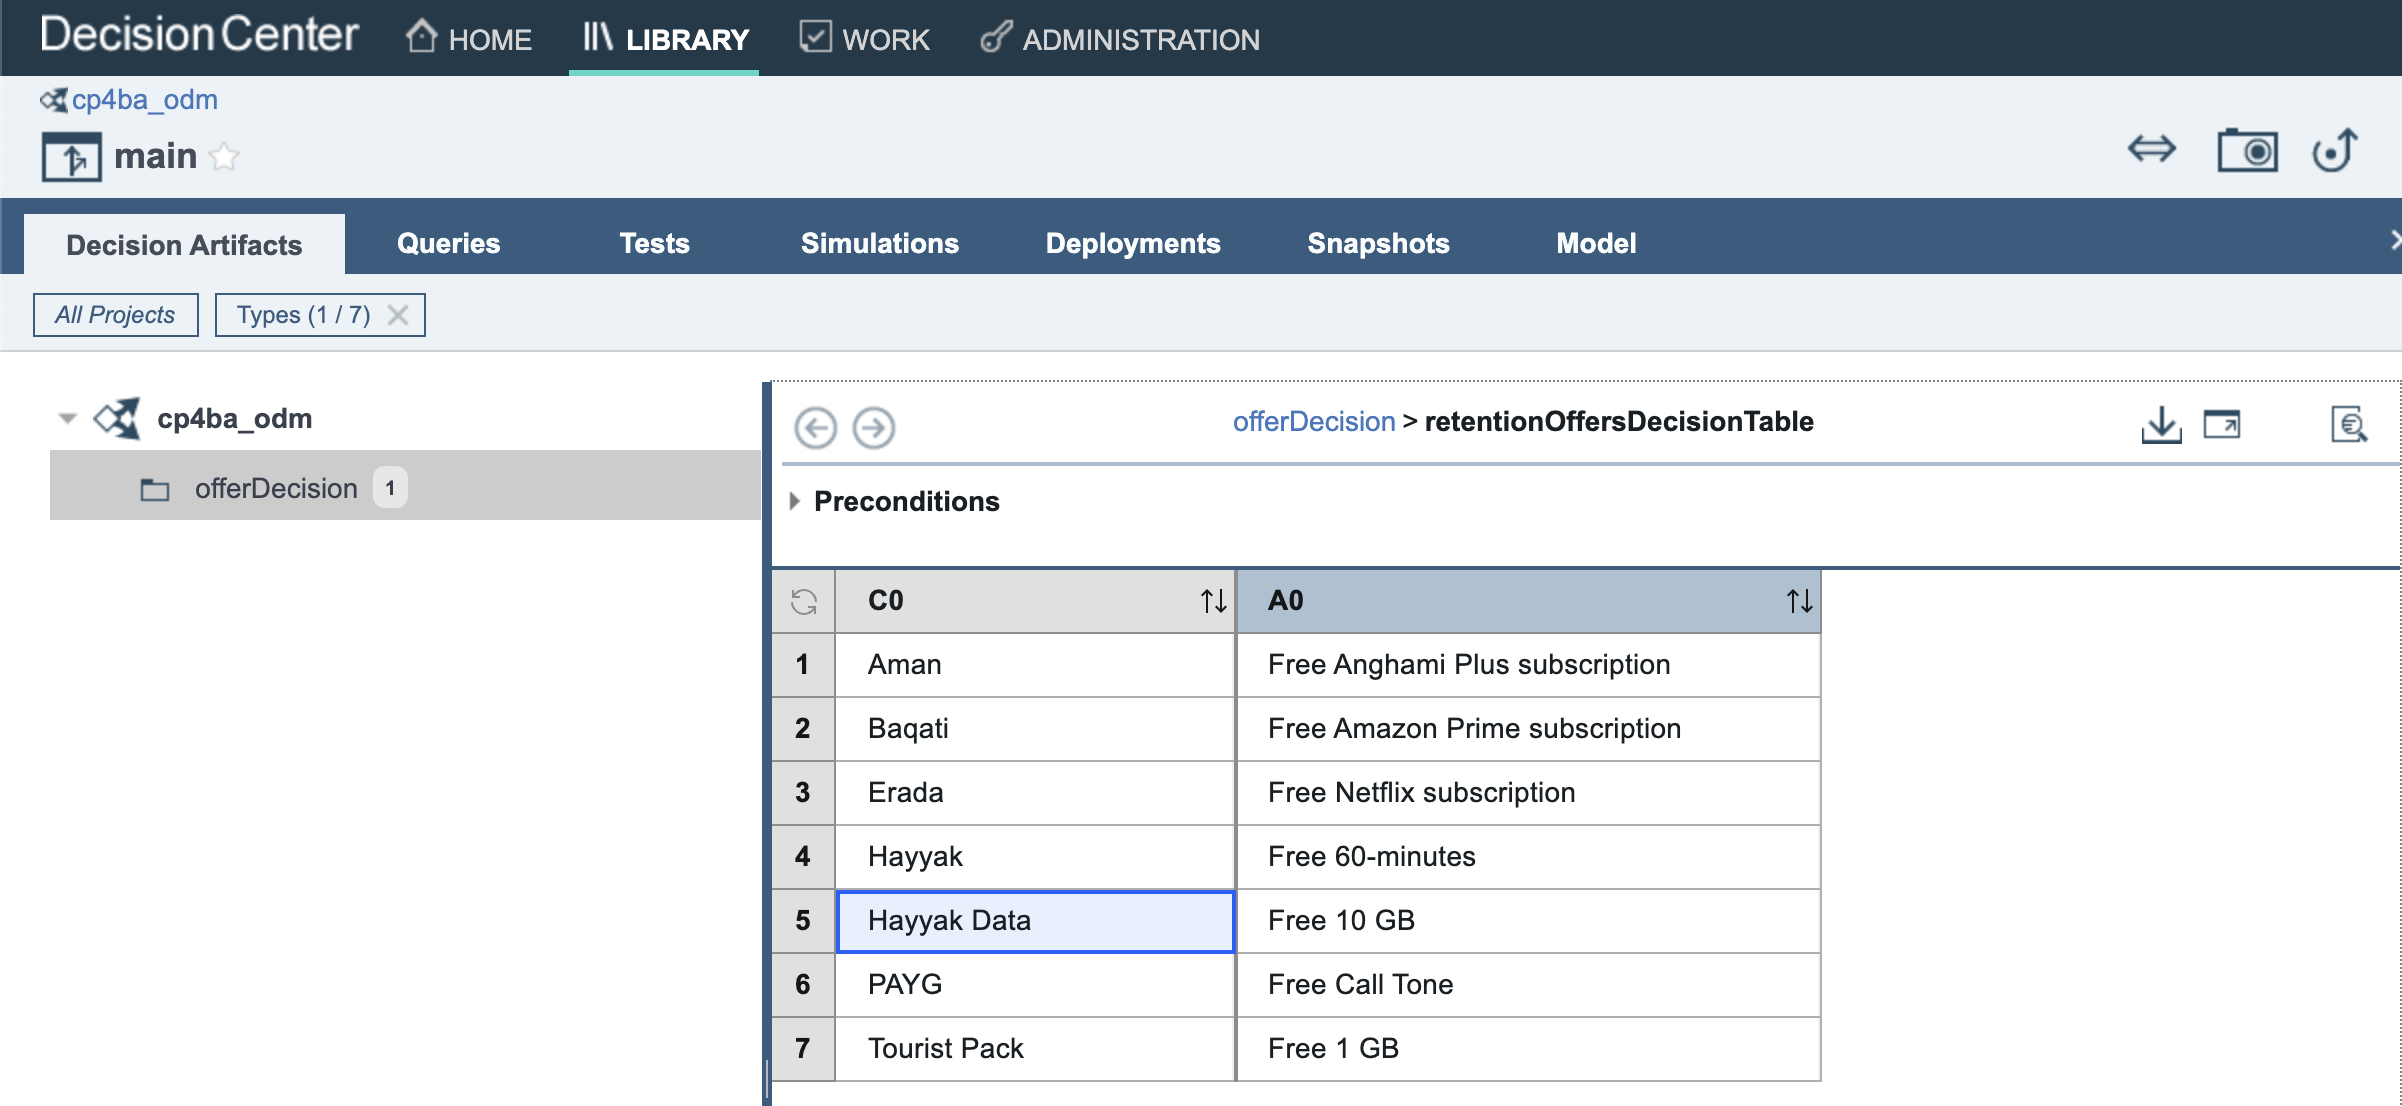 Decision Center HOME LIBRARY WORK ADMINISTRATION
cp4ba_odm
main
Decision Artifacts Queries Tests Simulations Deployments Snapshots Model
All Projects Types (1 / 7)
cp4ba_odm
offerDecision 1
offerDecision > retentionOffersDecisionTable
Preconditions
C0 A0
1 Aman Free Anghami Plus subscription
2 Baqati Free Amazon Prime subscription
3 Erada Free Netflix subscription
4 Hayyak Free 60-minutes
5 Hayyak Data Free 10 GB
6 PAYG Free Call Tone
7 Tourist Pack Free 1 GB